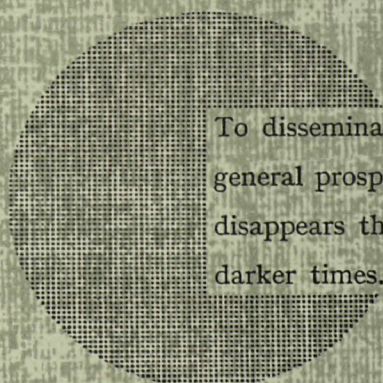 To dissemina
general prosp
disappears th
darker times.